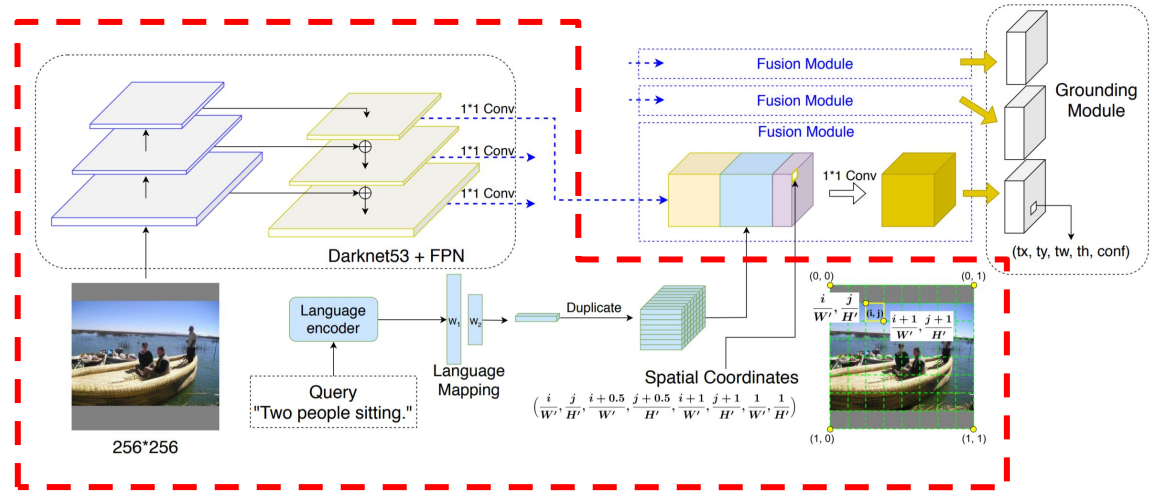 1*1 Conv
1*1 Conv
1*1 Conv
Darknet53 + FPN
256*256
Language
encoder
Query
"Two people sitting."
W₁
W₂
Language
Mapping
Duplicate
Fusion Module
Fusion Module
Fusion Module
1*1 Conv
Grounding
Module
(tx, ty, tw, th, conf)
Spatial Coordinates
(i/W′, j/H′, i+0.5/W′, j+0.5/H′, i+1/W′, j+1/H′, 1/W′, 1/H′)
(0, 0)
(0, 1)
i/W′, j/H′
(i, j)
i+1/W′, j+1/H′
(1, 0)
(1, 1)